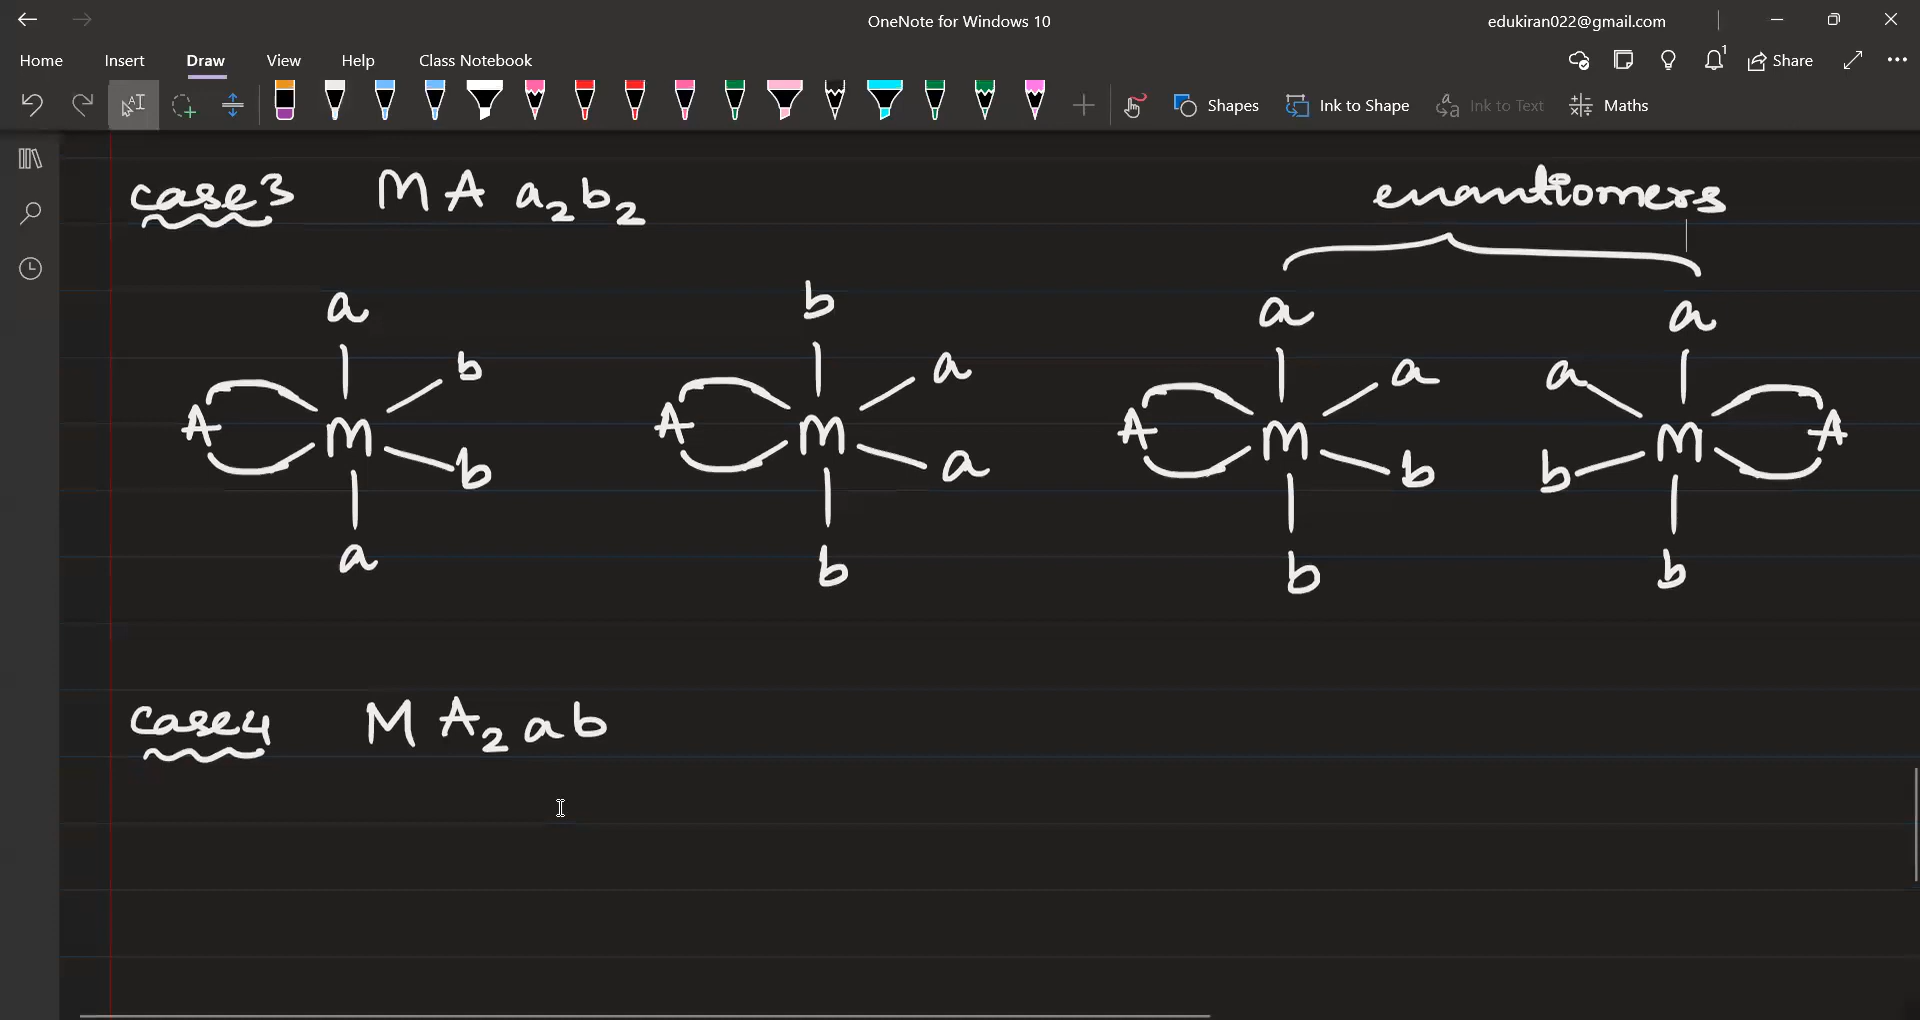 OneNote for Windows 10
edukiran022@gmail.com
Home Insert Draw View Help Class Notebook
1
Share
Shapes Ink to Shape Ink to Text Maths
case3 M A a₂b₂ enantiomers
a b a a
b a a a
A A A A
M M M M
b a b b
a b b b
case4 M A₂ a b